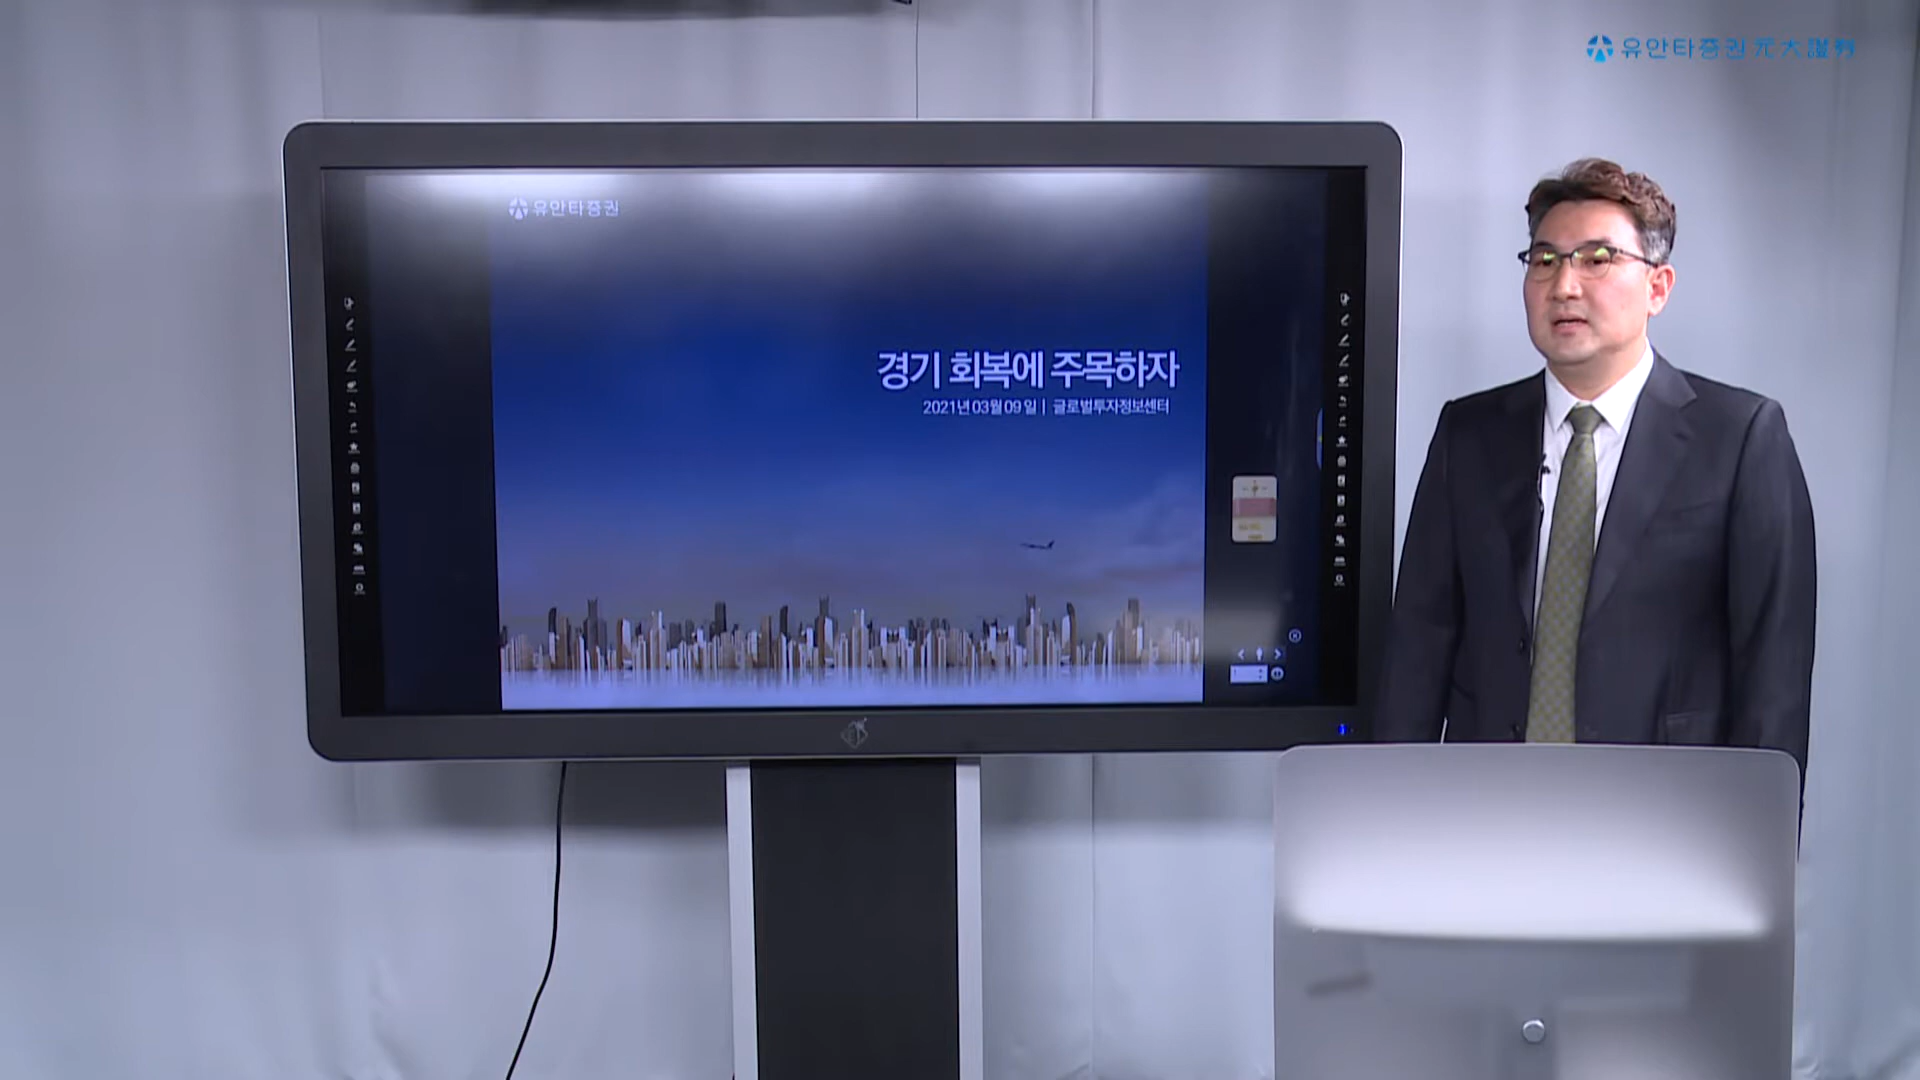 유안타증권 元大證券
유안타증권
경기 회복에 주목하자
2021년 03월 09일 | 글로벌투자정보센터